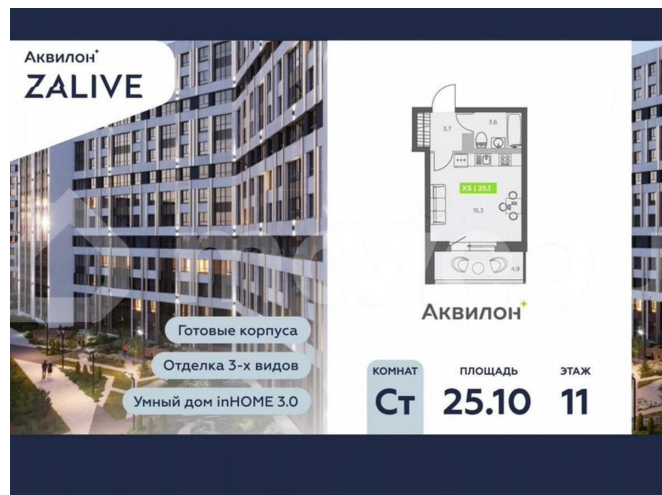 Аквилон+
ZALIVE
Готовые корпуса
Отделка 3-х видов
Умный дом inHOME 3.0
3.7
3.6
XS | 25.1
15.3
4.9
Аквилон+
КОМНАТ
Ст
ПЛОЩАДЬ
25.10
ЭТАЖ
11